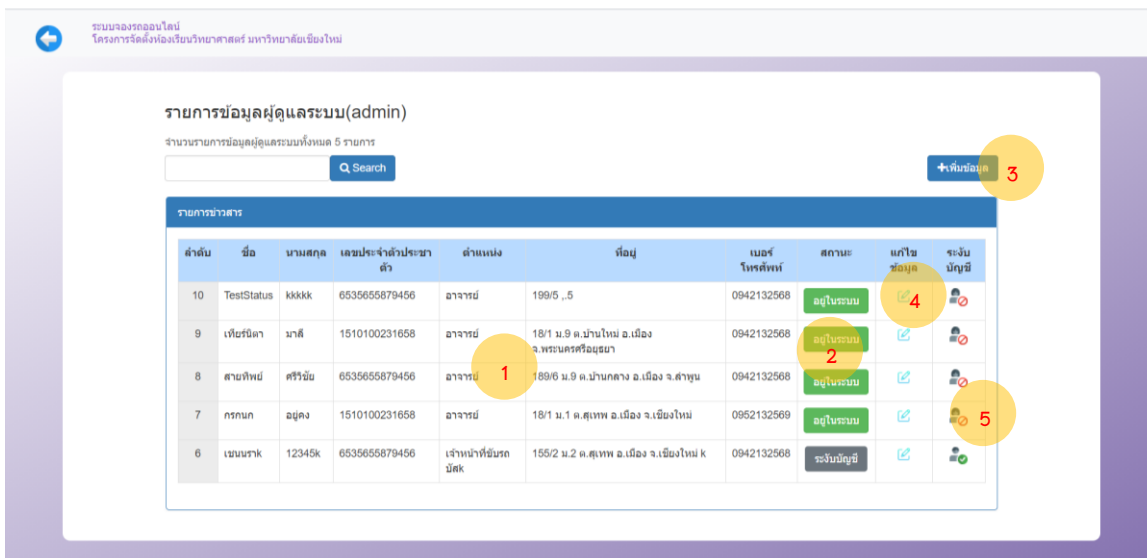 ระบบจองรถออนไลน์
โครงการจัดตั้งห้องเรียนวิทยาศาสตร์ มหาวิทยาลัยเชียงใหม่
รายการข้อมูลผู้ดูแลระบบ(admin)
จำนวนรายการข้อมูลผู้ดูแลระบบทั้งหมด 5 รายการ
Search
+เพิ่มข้อมูล 3
รายการข่าวสาร
ลำดับ ชื่อ นามสกุล เลขประจำตัวประชา ตำแหน่ง ที่อยู่ เบอร์ สถานะ แก้ไข ระงับ
ตัว โทรศัพท์ ข้อมูล บัญชี
10 TestStatus kkkkk 6535655879456 อาจารย์ 199/5 ,.5 0942132568 อยู่ในระบบ 4
9 เทียร์นิตา มาดี 1510100231658 อาจารย์ 18/1 ม.9 ต.บ้านใหม่ อ.เมือง 0942132568 อยู่ในระบบ
จ.พระนครศรีอยุธยา
1 2
8 สายทิพย์ ศรีวิชัย 6535655879456 อาจารย์ 189/6 ม.9 ต.บ้านกลาง อ.เมือง จ.ลำพูน 0942132568 อยู่ในระบบ
7 กรกนก อยู่คง 1510100231658 อาจารย์ 18/1 ม.1 ต.สุเทพ อ.เมือง จ.เชียงใหม่ 0952132569 อยู่ในระบบ 5
6 12345k 6535655879456 เจ้าหน้าที่ขับรถ 155/2 ม.2 ต.สุเทพ อ.เมือง จ.เชียงใหม่ k 0942132568 ระงับบัญชี
บัสk